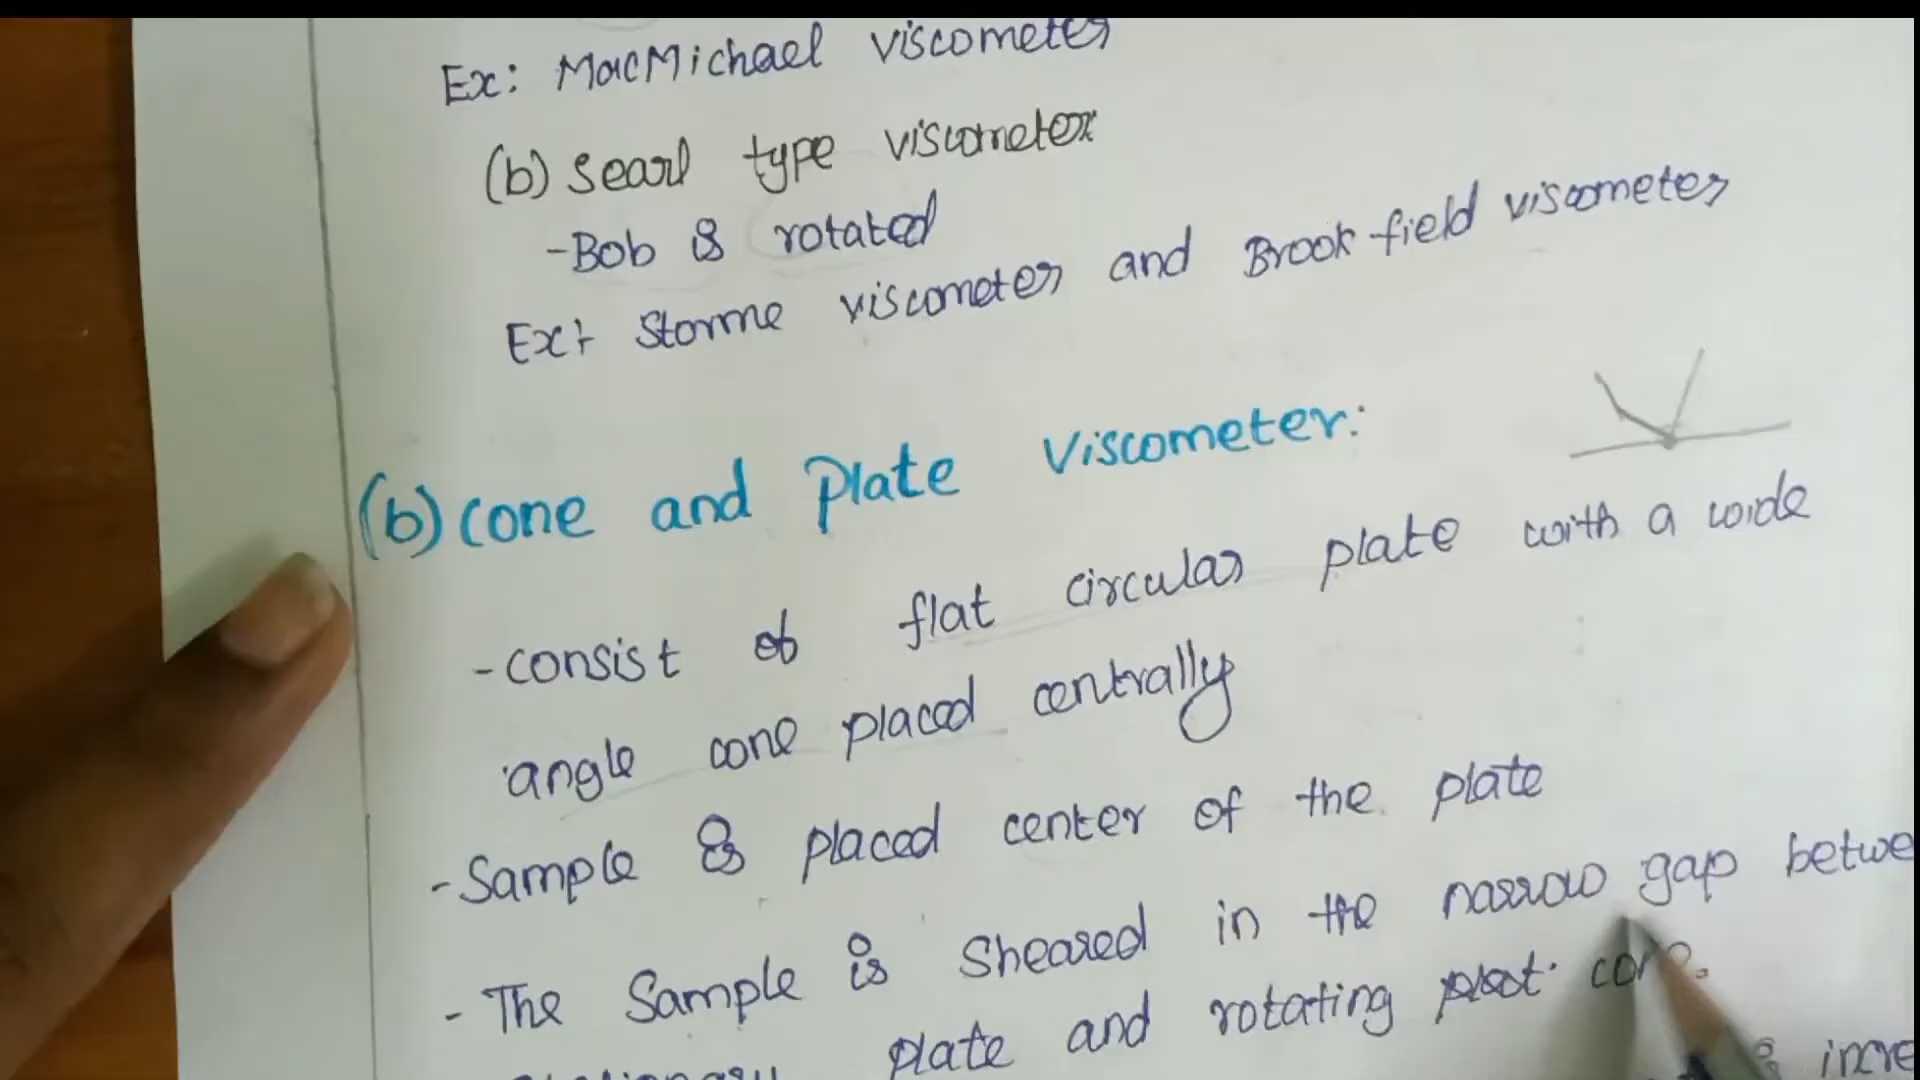 Ex: MacMichael viscometer
(b) Searl type viscometer
-Bob is rotated
Ex:- Storme viscometer and Brook-field viscometer
(b) Cone and Plate Viscometer:
-consist of flat circular plate with a wide
angle cone placed centrally
-Sample is placed center of the plate
- The Sample is sheared in the narrow gap betwe
plate and rotating cone.
incre